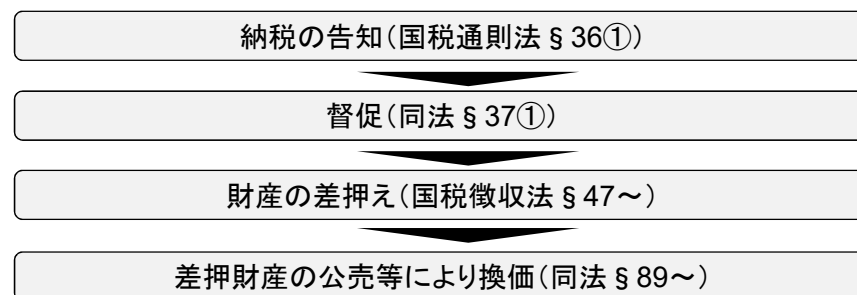 納税の告知（国税通則法§36①）
督促（同法§37①）
財産の差押え（国税徴収法§47～）
差押財産の公売等により換価（同法§89～）